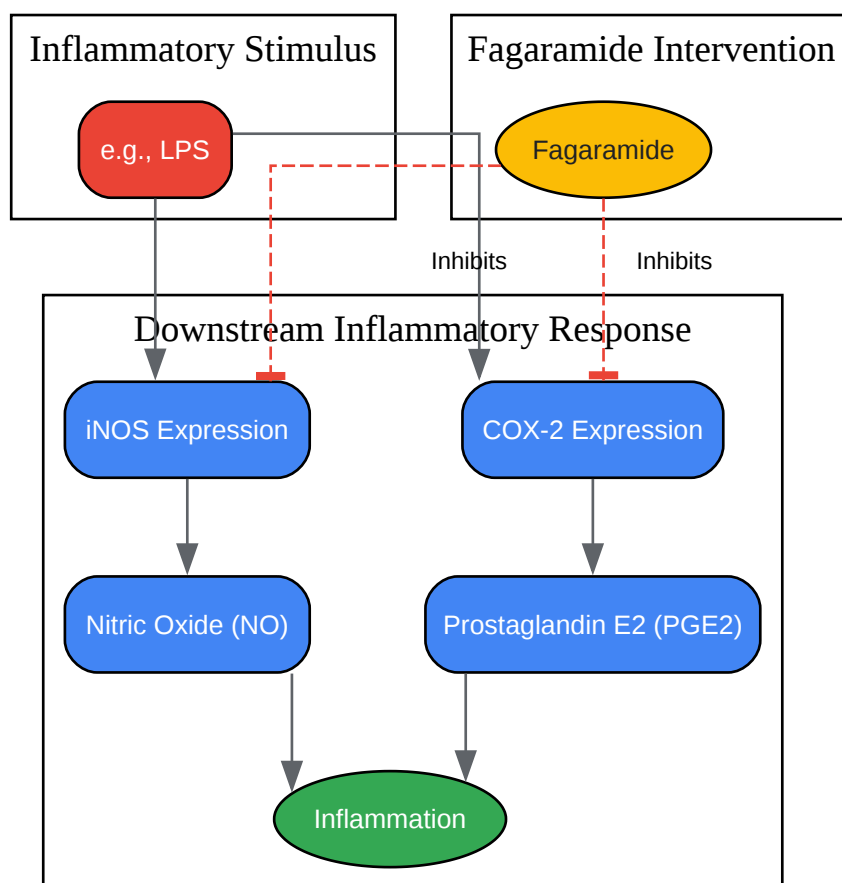 Inflammatory Stimulus
Fagaramide Intervention
e.g., LPS
Fagaramide
Inhibits
Inhibits
Downstream Inflammatory Response
iNOS Expression
COX-2 Expression
Nitric Oxide (NO)
Prostaglandin E2 (PGE2)
Inflammation